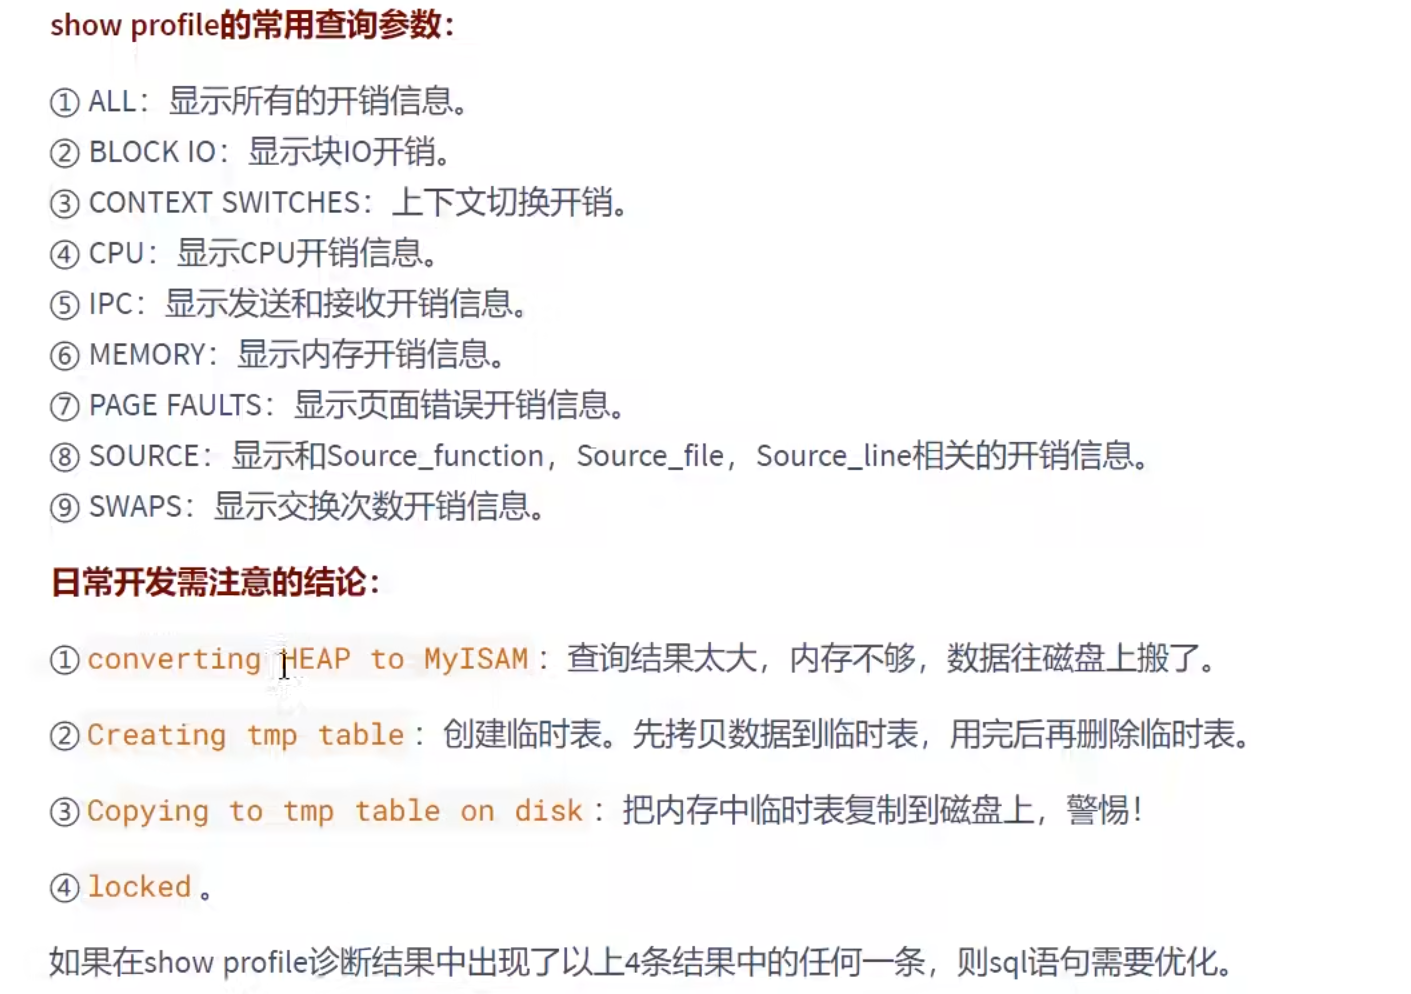 show profile的常用查询参数：
① ALL：显示所有的开销信息。
② BLOCK IO：显示块IO开销。
③ CONTEXT SWITCHES：上下文切换开销。
④ CPU：显示CPU开销信息。
⑤ IPC：显示发送和接收开销信息。
⑥ MEMORY：显示内存开销信息。
⑦ PAGE FAULTS：显示页面错误开销信息。
⑧ SOURCE：显示和Source_function，Source_file，Source_line相关的开销信息。
⑨ SWAPS：显示交换次数开销信息。
日常开发需注意的结论：
① converting HEAP to MyISAM：查询结果太大，内存不够，数据往磁盘上搬了。
② Creating tmp table：创建临时表。先拷贝数据到临时表，用完后再删除临时表。
③ Copying to tmp table on disk：把内存中临时表复制到磁盘上，警惕！
④ locked。
如果在show profile诊断结果中出现了以上4条结果中的任何一条，则sql语句需要优化。